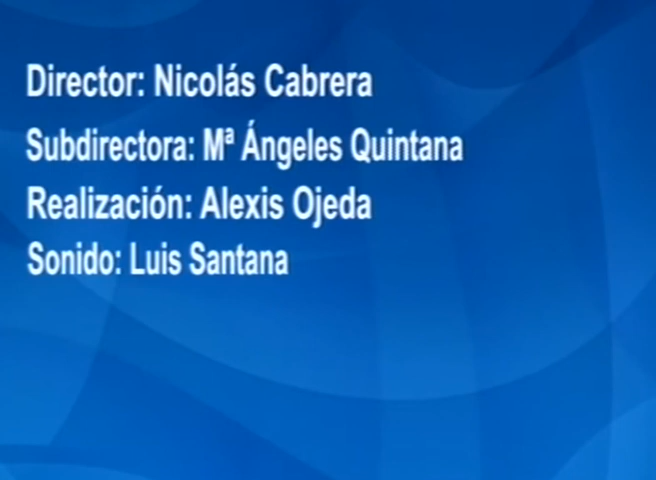 Director: Nicolás Cabrera
Subdirectora: Mª Ángeles Quintana
Realización: Alexis Ojeda
Sonido: Luis Santana